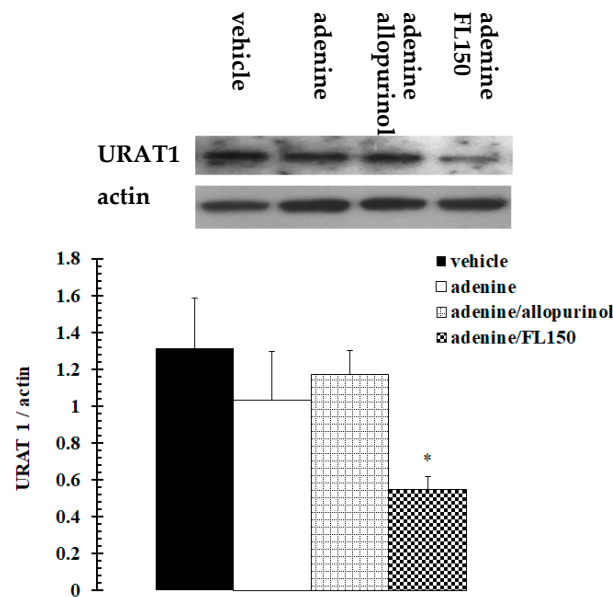 vehicle
adenine
adenine
allopurinol
adenine
FL150
URAT1
actin
1.8
1.6
1.4
1.2
1
0.8
0.6
0.4
0.2
0
URAT 1 / actin
vehicle
adenine
adenine/allopurinol
adenine/FL150
*